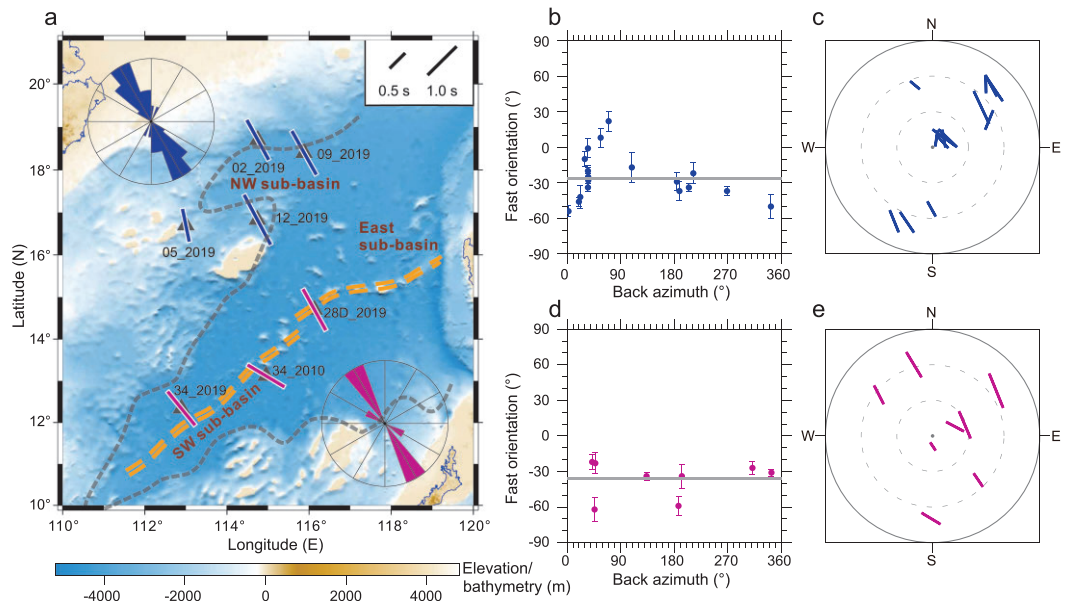 a
20°
18°
16°
14°
12°
10°
110°
112°
114°
116°
118°
120°
Latitude (N)
Longitude (E)
0.5 s
1.0 s
02_2019
09_2019
NW sub-basin
12_2019
05_2019
East
sub-basin
28D_2019
34_2010
34_2019
SW sub-basin
Elevation/
bathymetry (m)
-4000
-2000
0
2000
4000
b
90
60
30
0
-30
-60
-90
Fast orientation (°)
0
90
180
270
360
Back azimuth (°)
c
N
W
E
S
d
90
60
30
0
-30
-60
-90
Fast orientation (°)
0
90
180
270
360
Back azimuth (°)
e
N
W
E
S